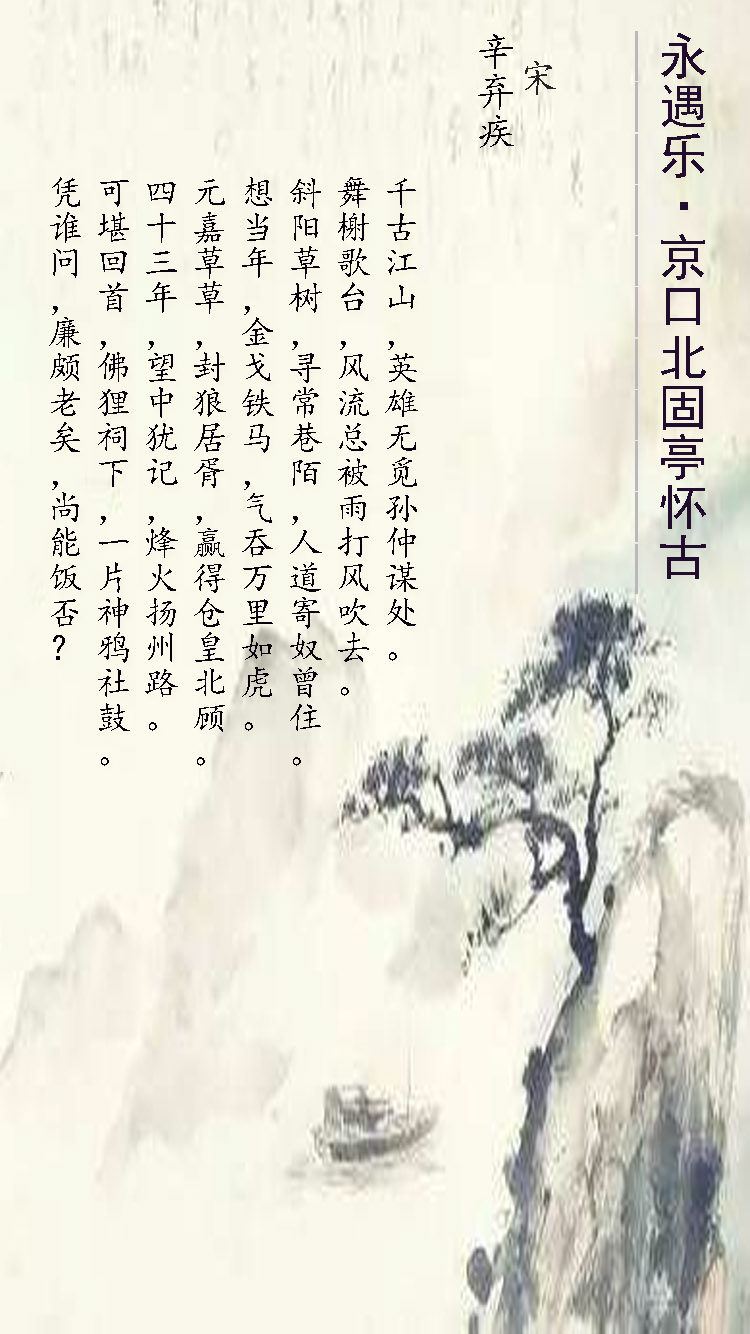 永遇乐·京口北固亭怀古
宋
辛弃疾
千古江山，英雄无觅孙仲谋处。
舞榭歌台，风流总被雨打风吹去。
斜阳草树，寻常巷陌，人道寄奴曾住。
想当年，金戈铁马，气吞万里如虎。
元嘉草草，封狼居胥，赢得仓皇北顾。
四十三年，望中犹记，烽火扬州路。
可堪回首，佛狸祠下，一片神鸦社鼓。
凭谁问，廉颇老矣，尚能饭否？